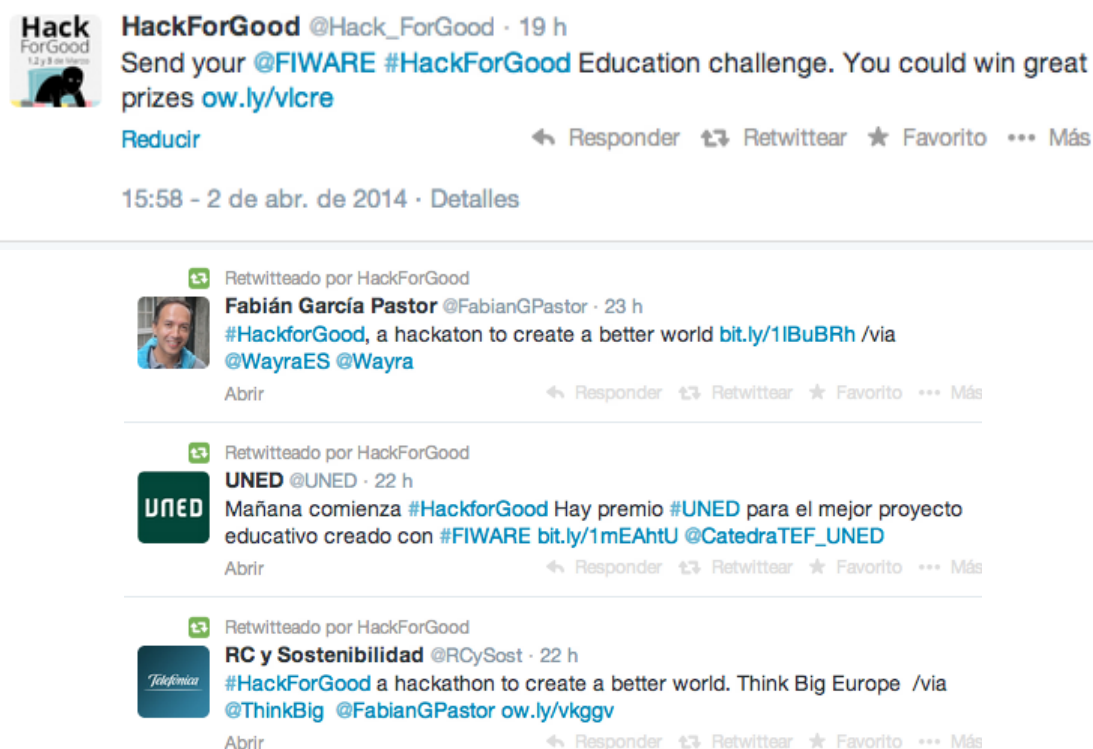 Hack
ForGood
HackForGood @Hack_ForGood · 19 h
Send your @FIWARE #HackForGood Education challenge. You could win great
prizes ow.ly/vlcre
Reducir
Responder Retwittear Favorito ••• Más
15:58 - 2 de abr. de 2014 · Detalles
Retwitteado por HackForGood
Fabián García Pastor @FabianGPastor · 23 h
#HackforGood, a hackaton to create a better world bit.ly/1lBuBRh /via
@WayraES @Wayra
Abrir
Responder Retwittear Favorito ••• Más
Retwitteado por HackForGood
UNED
UNED @UNED · 22 h
Mañana comienza #HackforGood Hay premio #UNED para el mejor proyecto
educativo creado con #FIWARE bit.ly/1mEAhtU @CatedraTEF_UNED
Abrir
Responder Retwittear Favorito ••• Más
Retwitteado por HackForGood
Telefónica
RC y Sostenibilidad @RCySost · 22 h
#HackForGood a hackathon to create a better world. Think Big Europe /via
@ThinkBig @FabianGPastor ow.ly/vkggv
Abrir
Responder Retwittear Favorito ••• Más